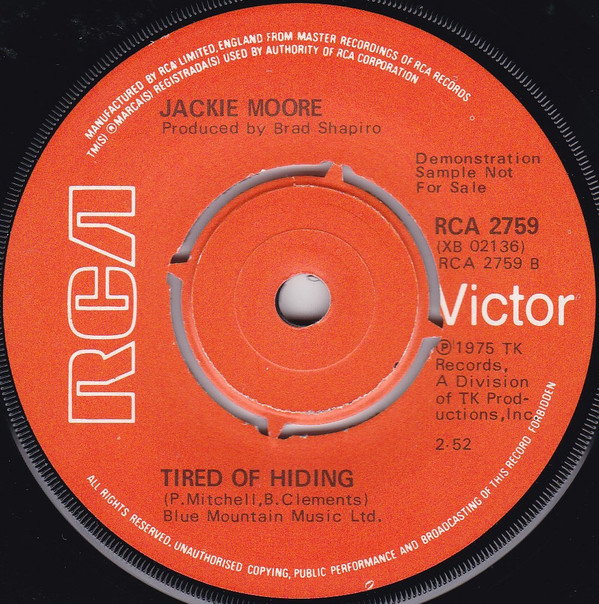 MANUFACTURED BY RCA LIMITED, ENGLAND FROM MASTER RECORDINGS OF RCA RECORDS
TM(S) ® MARCA(S) REGISTRADA(S) USED BY AUTHORITY OF RCA CORPORATION
JACKIE MOORE
Produced by Brad Shapiro
Demonstration
Sample Not
For Sale
RCA 2759
(XB 02136)
RCA 2759 B
RCA
Victor
℗ 1975 TK
Records,
A Division
of TK Prod-
uctions,Inc.
2·52
TIRED OF HIDING
(P.Mitchell,B.Clements)
Blue Mountain Music Ltd.
ALL RIGHTS RESERVED. UNAUTHORISED COPYING, PUBLIC PERFORMANCE AND BROADCASTING OF THIS RECORD FORBIDDEN